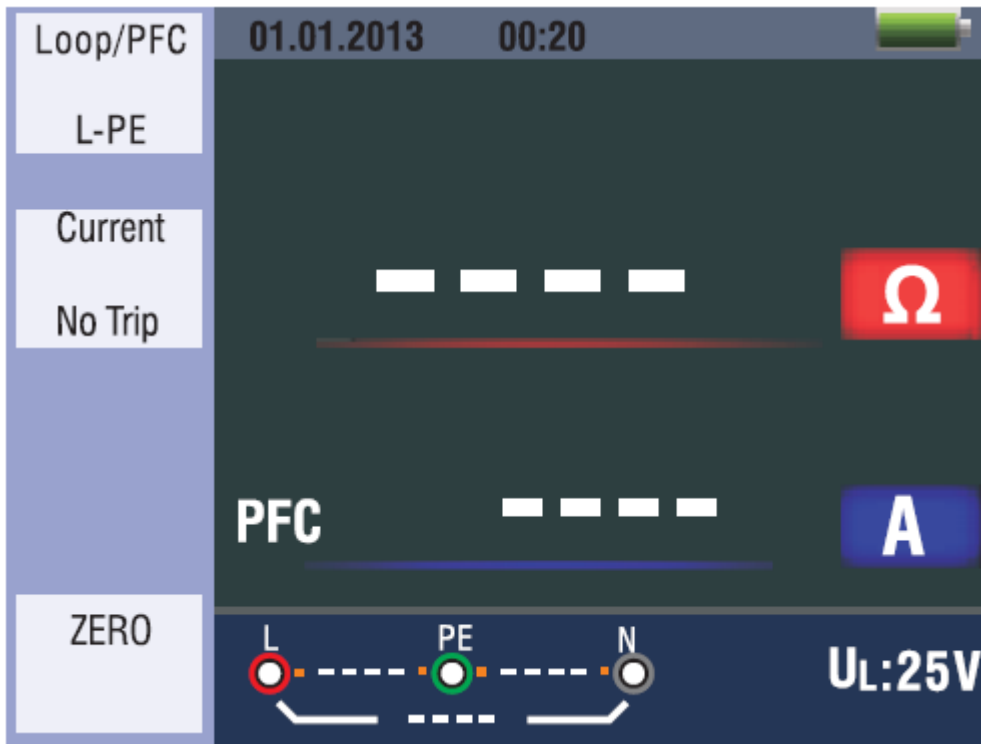 Loop/PFC
L-PE
Current
No Trip
ZERO
01.01.2013 00:20
---- Ω
PFC ---- A
L ---- PE ---- N
----
UL:25V